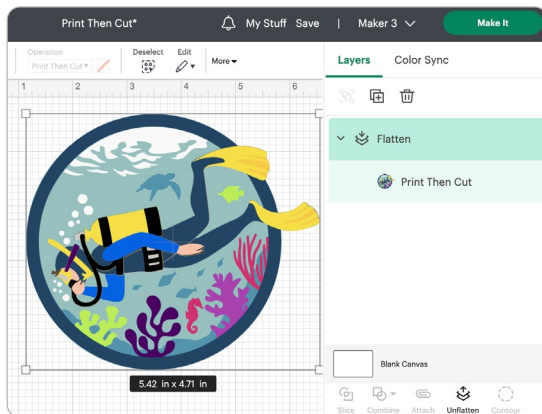 Print Then Cut*
My Stuff Save | Maker 3
Make It
Operation
Print Then Cut
Deselect
Edit
More
1 2 3 4 5 6
5.42 in x 4.71 in
Layers Color Sync
Flatten
Print Then Cut
Blank Canvas
Slice Combine Attach Unflatten Contour